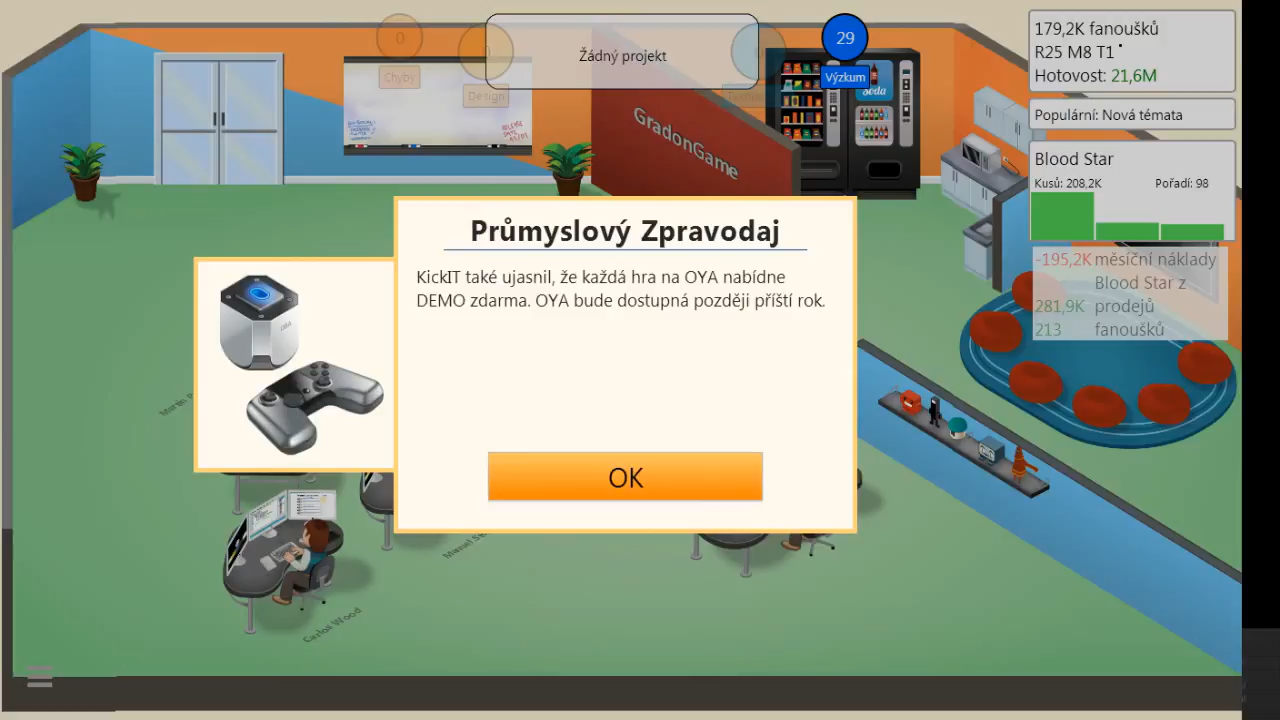 0
0
Žádný projekt
29
Chyby
Design
Výzkum
Soda
GradonGame
179,2K fanoušků
R25 M8 T1
Hotovost: 21,6M
Populární: Nová témata
Blood Star
Kusů: 208,2K
Pořadí: 98
-195,2K měsíční náklady
Blood Star z
281,9K prodejů
213 fanoušků
Průmyslový Zpravodaj
KickIT také ujasnil, že každá hra na OYA nabídne
DEMO zdarma. OYA bude dostupná později příští rok.
OK
Carlos Wood